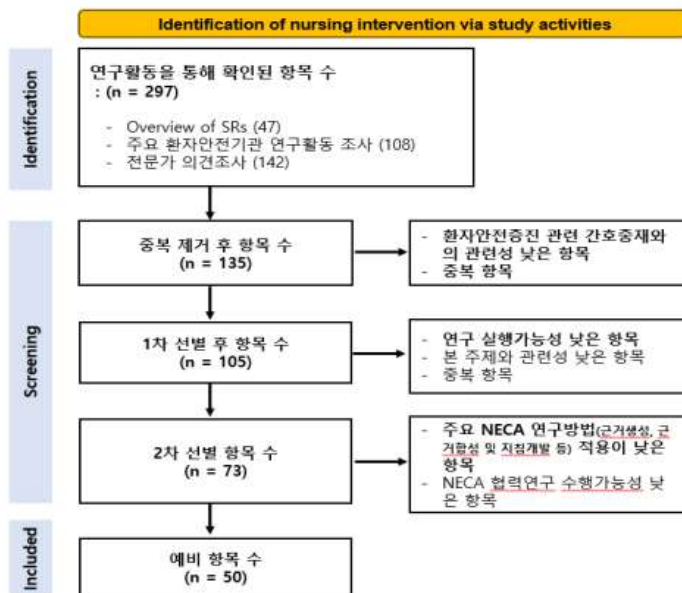 Identification of nursing intervention via study activities
Identification
연구활동을 통해 확인된 항목 수
: (n = 297)
- Overview of SRs (47)
- 주요 환자안전기관 연구활동 조사 (108)
- 전문가 의견조사 (142)
Screening
중복 제거 후 항목 수
(n = 135)
- 환자안전증진 관련 간호중재와
의 관련성 낮은 항목
- 중복 항목
1차 선별 후 항목 수
(n = 105)
- 연구 실행가능성 낮은 항목
- 본 주제와 관련성 낮은 항목
- 중복 항목
2차 선별 항목 수
(n = 73)
- 주요 NECA 연구방법(근거생성, 근
거합성 및 지침개발 등) 적용이 낮은
항목
- NECA 협력연구 수행가능성 낮
은 항목
Included
예비 항목 수
(n = 50)